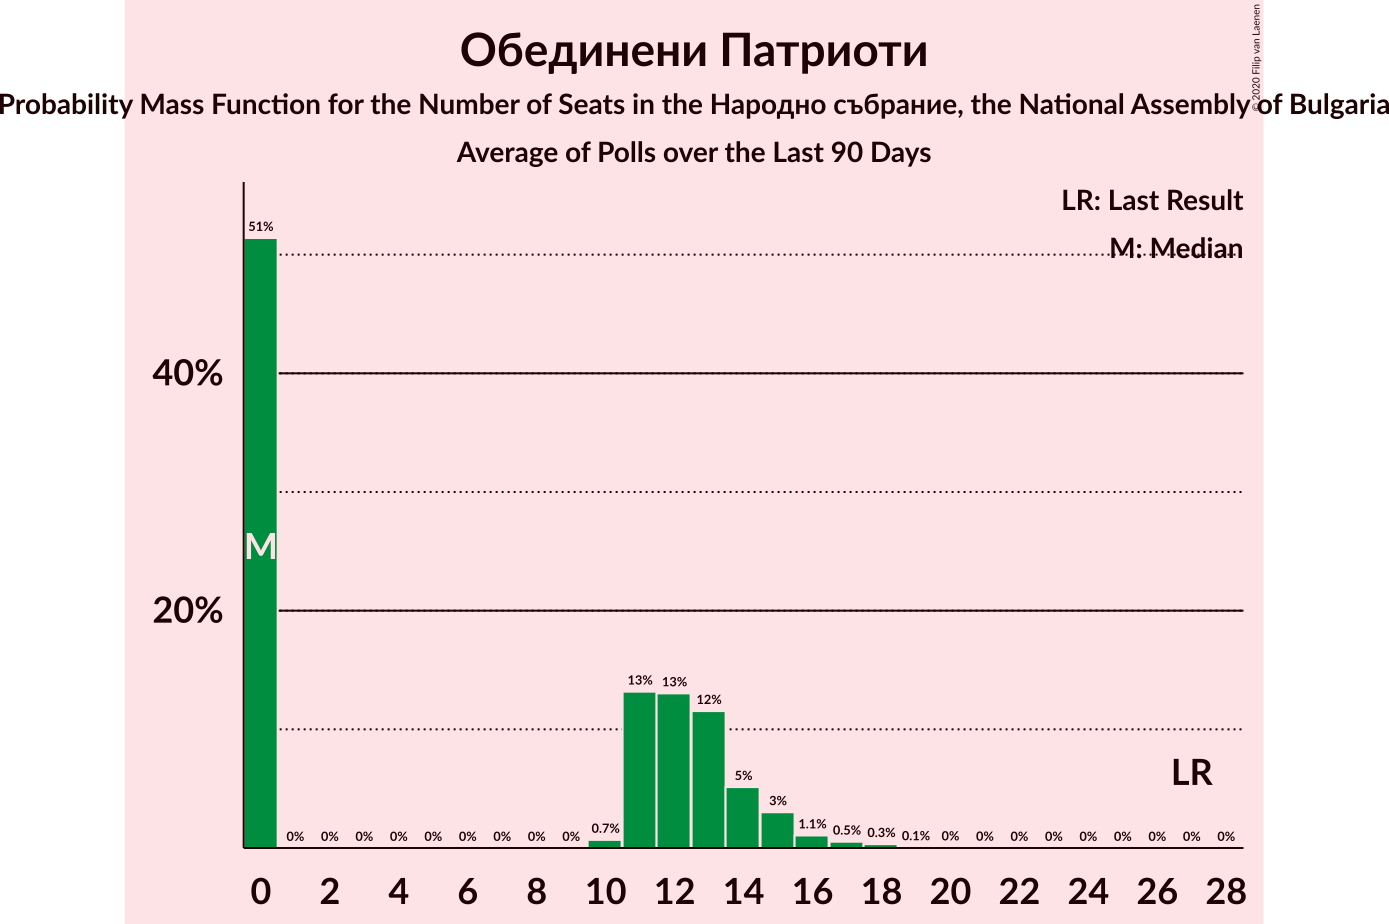 Обединени Патриоти
© 2020 Filip van Laenen
Probability Mass Function for the Number of Seats in the Народно събрание, the National Assembly of Bulgaria
Average of Polls over the Last 90 Days
LR: Last Result
M: Median
51%
40%
M
20%
13% 13% 12%
5%
3%
LR
0% 0% 0% 0% 0% 0% 0% 0% 0% 0.7% 1.1% 0.5% 0.3% 0.1% 0% 0% 0% 0% 0% 0% 0% 0% 0%
0 2 4 6 8 10 12 14 16 18 20 22 24 26 28